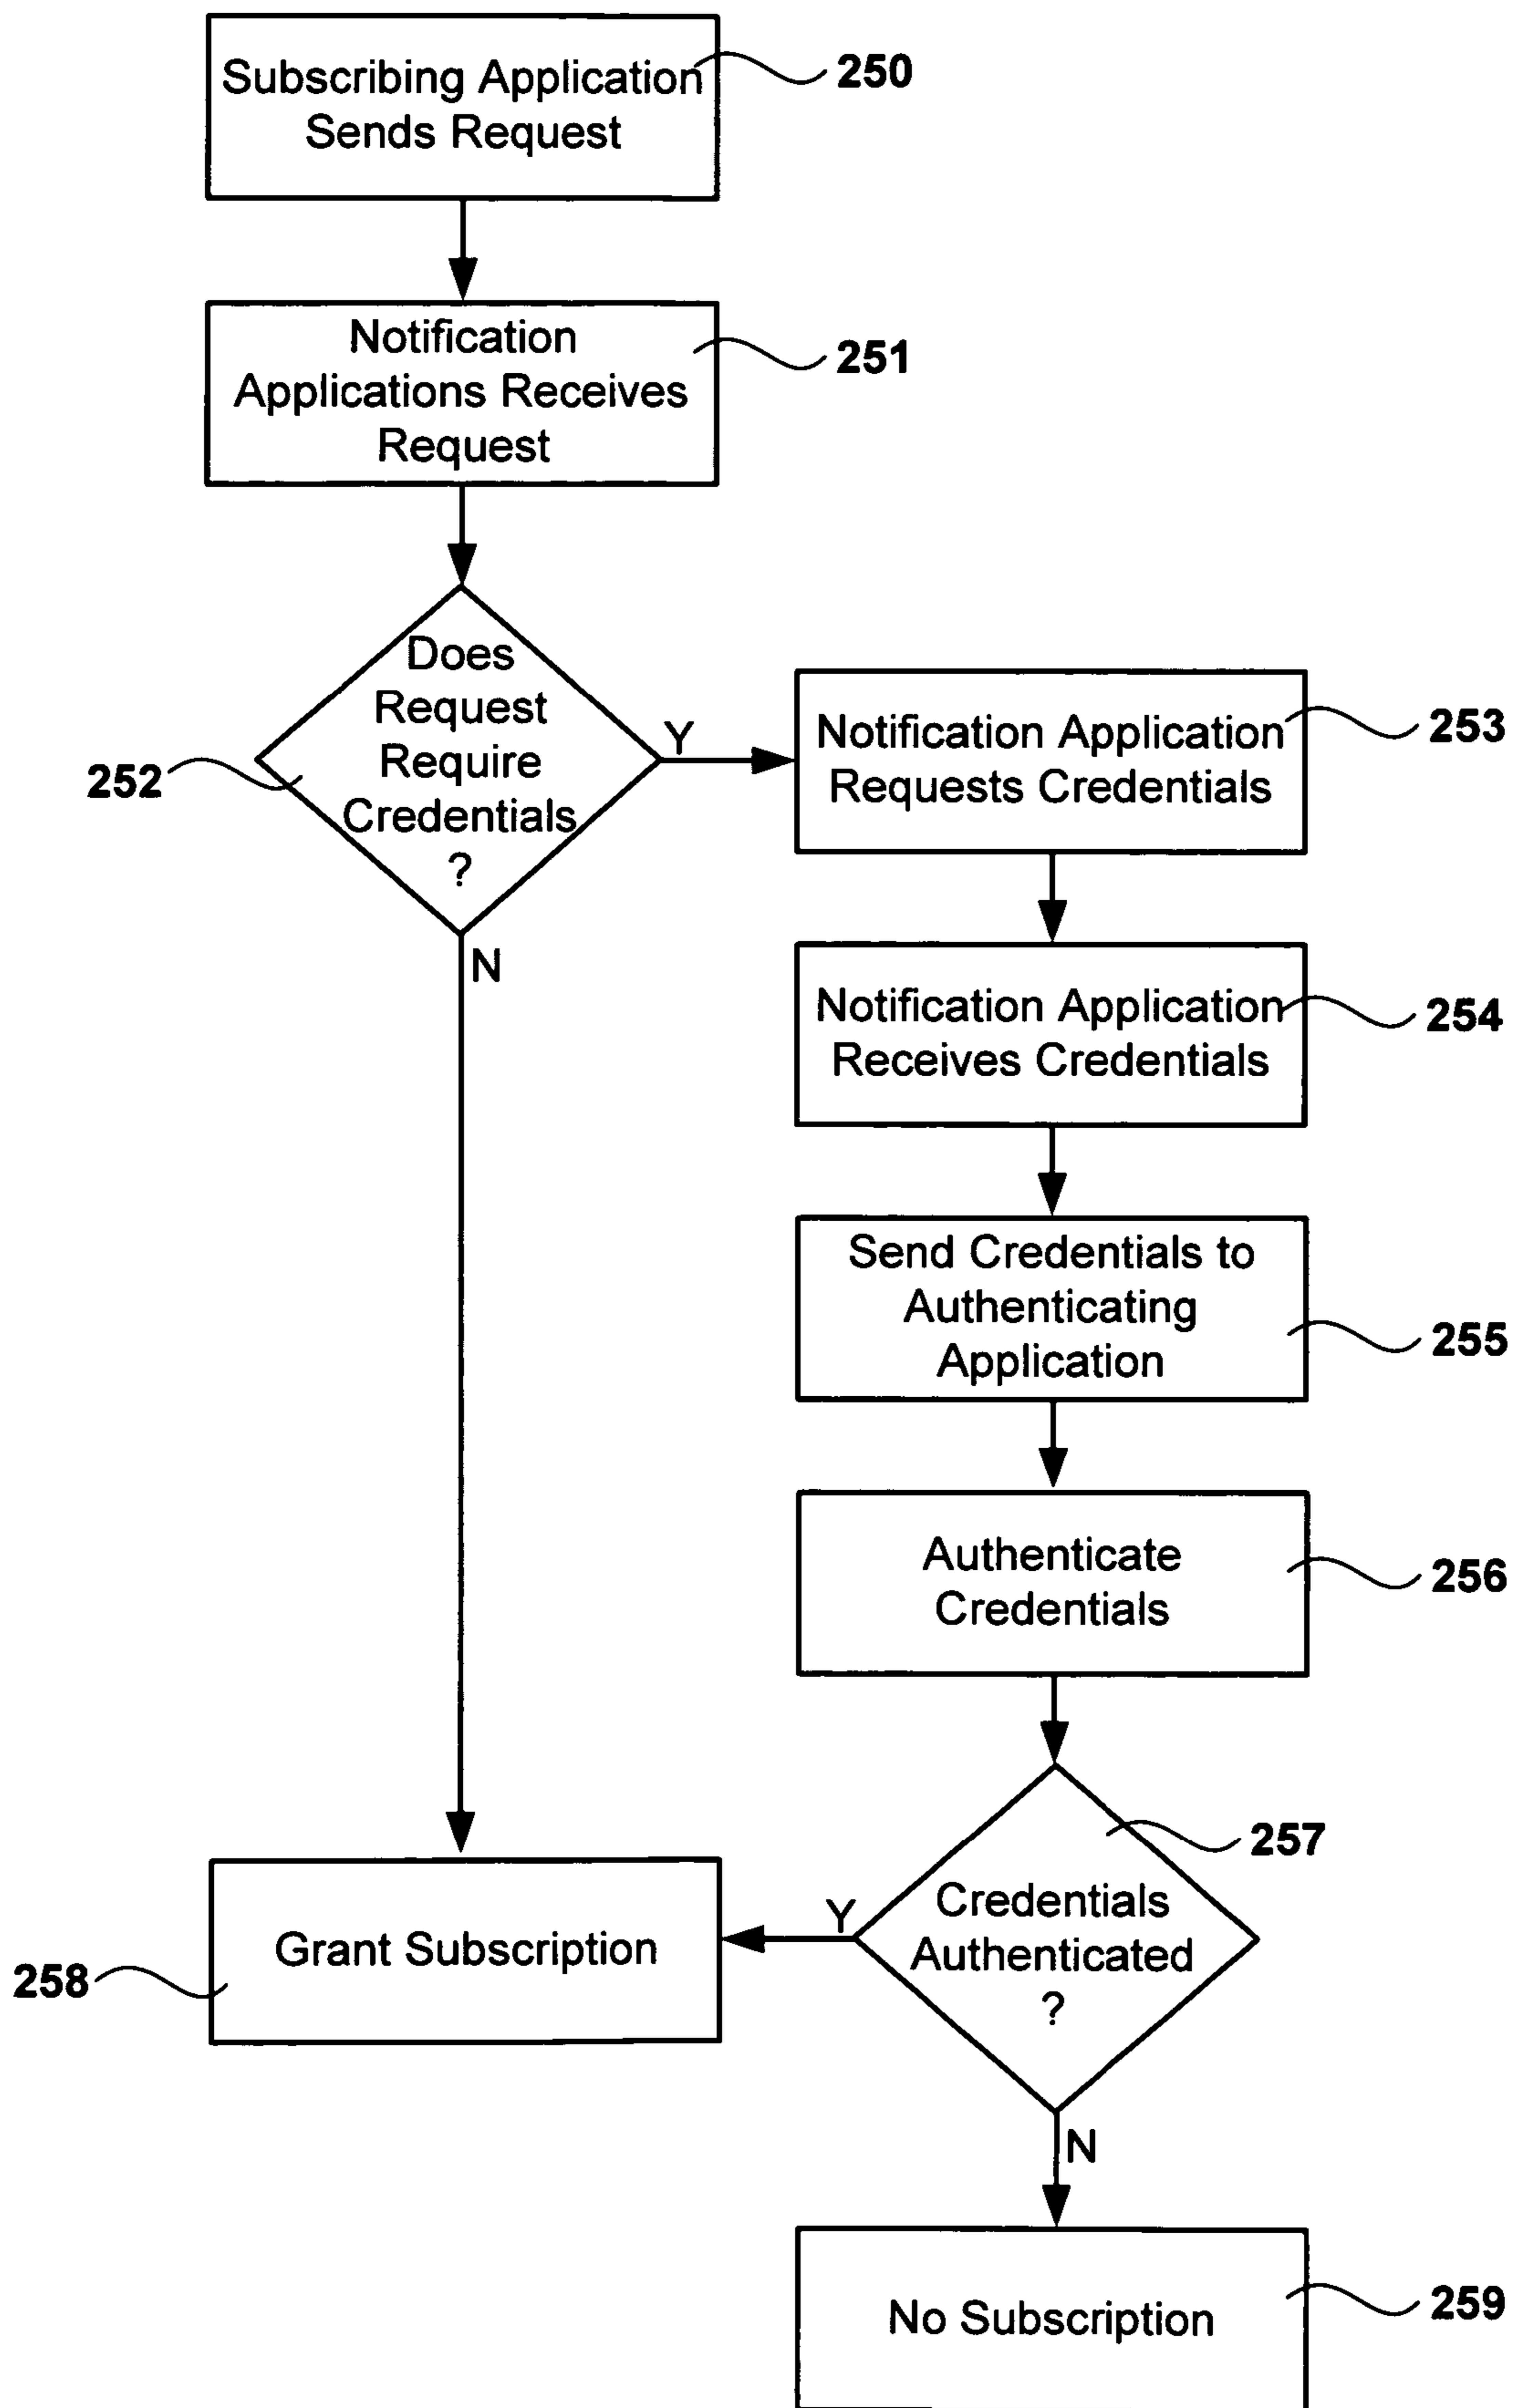 Subscribing Application
Sends Request
250
Notification
Applications Receives
Request
251
Does
Request
Require
Credentials
?
252
Y
N
Notification Application
Requests Credentials
253
Notification Application
Receives Credentials
254
Send Credentials to
Authenticating
Application
255
Authenticate
Credentials
256
Credentials
Authenticated
?
257
Y
N
Grant Subscription
258
No Subscription
259